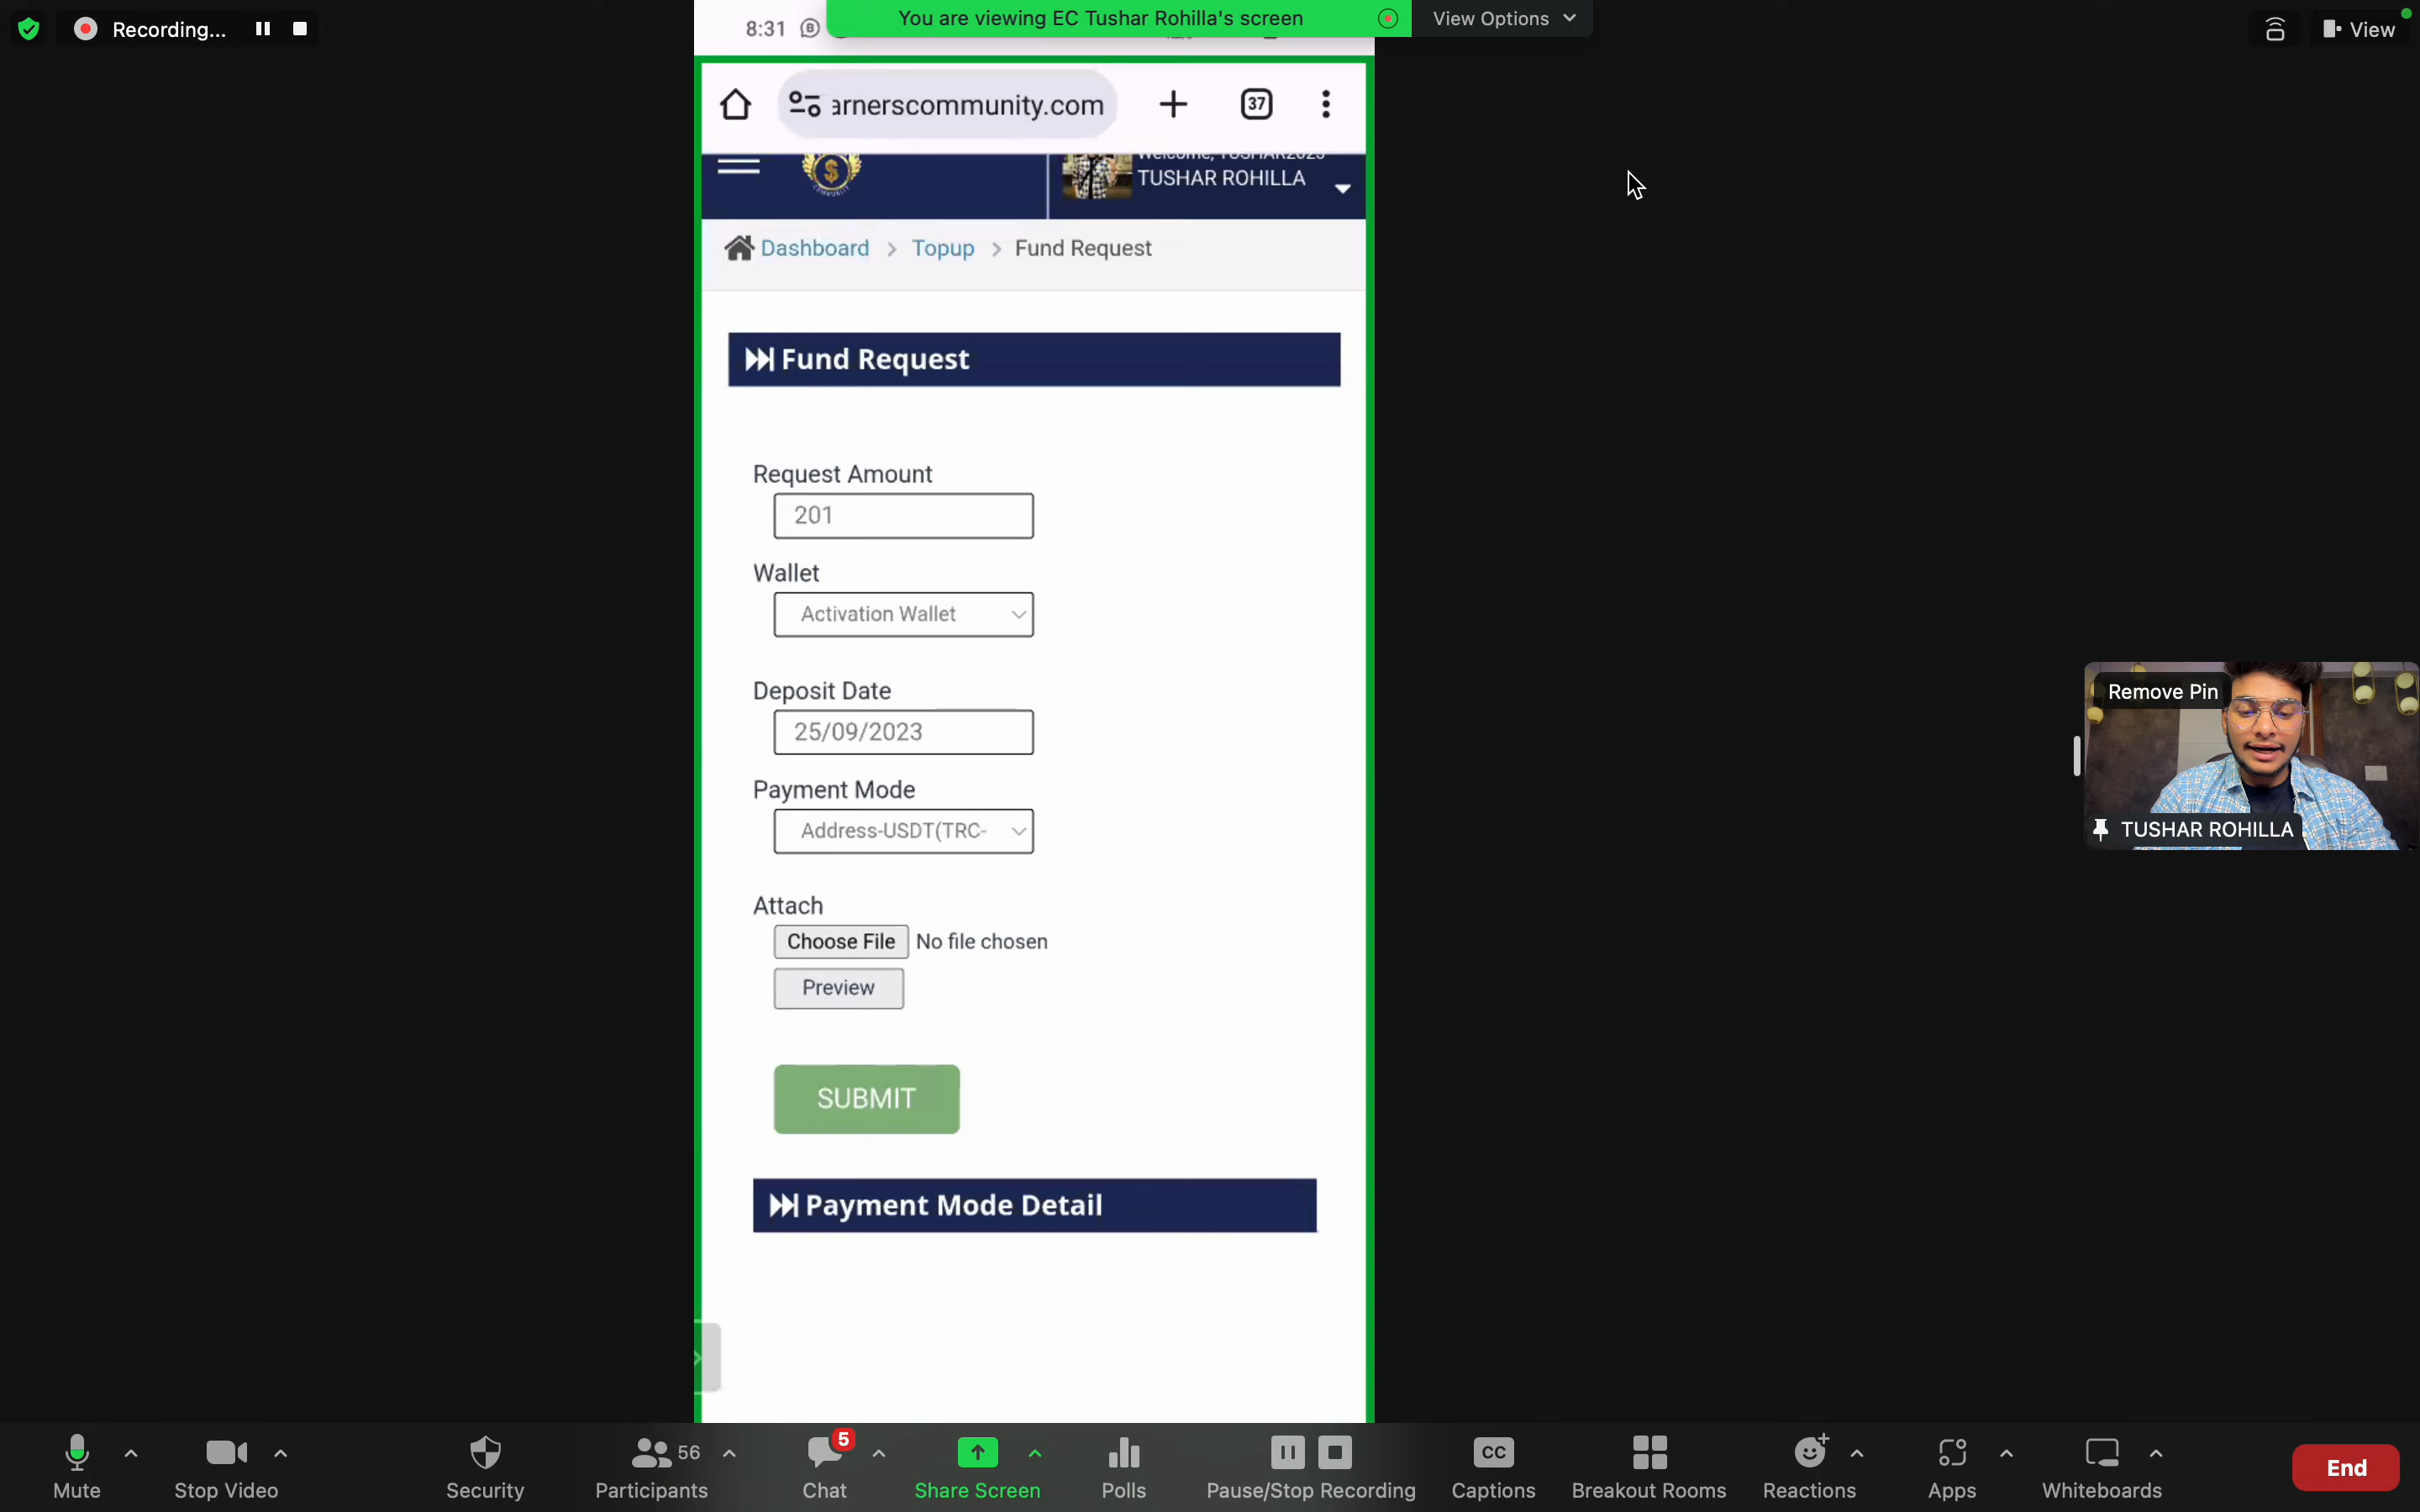 Recording...
You are viewing EC Tushar Rohilla's screen
View Options
View
8:31
arnerscommunity.com
37
Welcome, TUSHAR2023
TUSHAR ROHILLA
COMMUNITY
Dashboard > Topup > Fund Request
Fund Request
Request Amount
201
Wallet
Activation Wallet
Deposit Date
25/09/2023
Payment Mode
Address-USDT(TRC-
Attach
Choose File No file chosen
Preview
SUBMIT
Payment Mode Detail
Remove Pin
TUSHAR ROHILLA
Mute
Stop Video
Security
56
Participants
5
Chat
Share Screen
Polls
Pause/Stop Recording
CC
Captions
Breakout Rooms
Reactions
Apps
Whiteboards
End